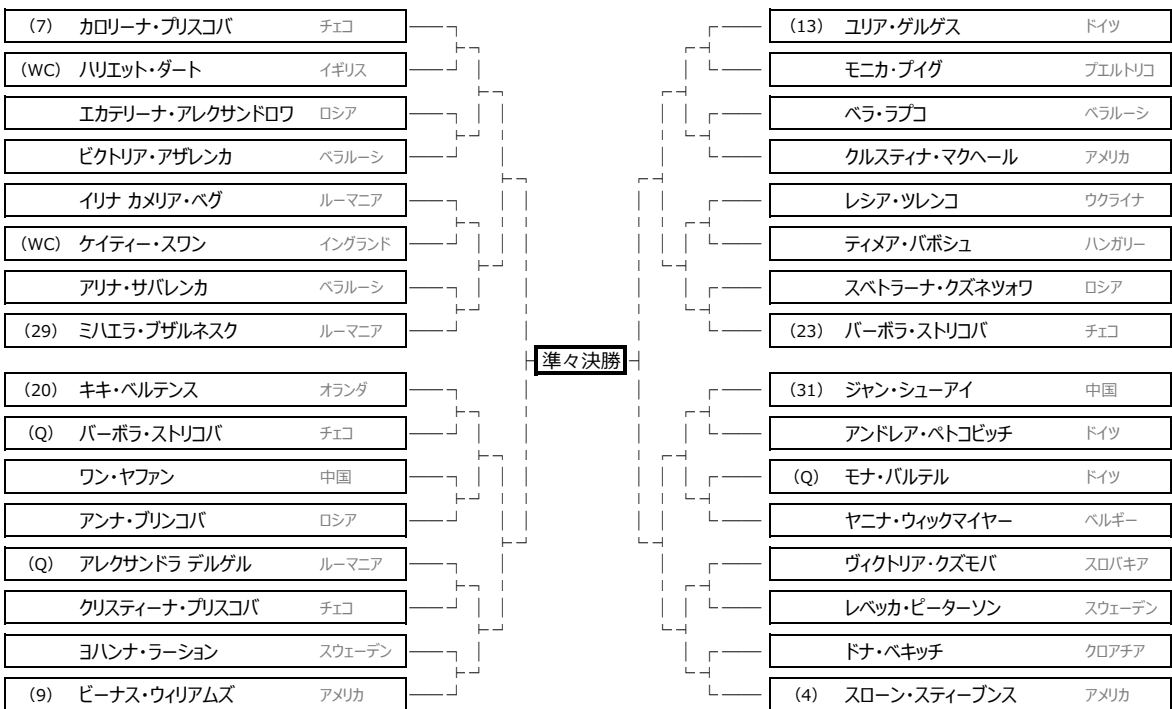 (7) カロリーナ・プリスコバ チェコ
(WC) ハリエット・ダート イギリス
エカテリーナ・アレクサンドロワ ロシア
ビクトリア・アザレンカ ベラルーシ
イリナ カメリア・ベグ ルーマニア
(WC) ケイティー・スワン イングランド
アリナ・サバレンカ ベラルーシ
(29) ミハエラ・ブザルネスク ルーマニア
(20) キキ・ベルテンス オランダ
(Q) バーボラ・ストリコバ チェコ
ワン・ヤファン 中国
アンナ・ブリンコバ ロシア
(Q) アレクサンドラ デルゲル ルーマニア
クリスティーナ・プリスコバ チェコ
ヨハンナ・ラーション スウェーデン
(9) ビーナス・ウィリアムズ アメリカ
準々決勝
(13) ユリア・ゲルゲス ドイツ
モニカ・プイグ プエルトリコ
ベラ・ラプコ ベラルーシ
クルスティナ・マクヘール アメリカ
レシア・ツレンコ ウクライナ
ティメア・バボシュ ハンガリー
スベトラーナ・クズネツォワ ロシア
(23) バーボラ・ストリコバ チェコ
(31) ジャン・シューアイ 中国
アンドレア・ペトコビッチ ドイツ
(Q) モナ・バルテル ドイツ
ヤニナ・ウィックマイヤー ベルギー
ヴィクトリア・クズモバ スロバキア
レベッカ・ピーターソン スウェーデン
ドナ・ベキッチ クロアチア
(4) スローン・スティーブンス アメリカ